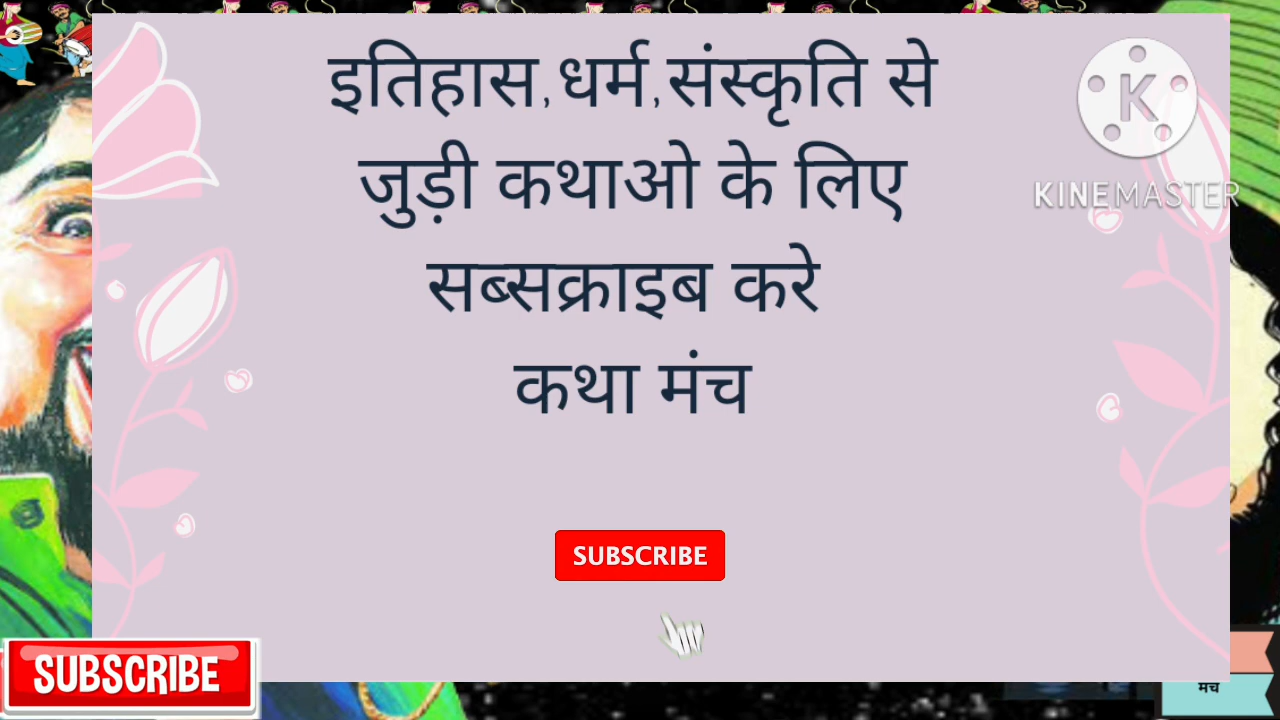 इतिहास,धर्म,संस्कृति से
जुड़ी कथाओ के लिए
सब्सक्राइब करे
कथा मंच
SUBSCRIBE
K
KINEMASTER
SUBSCRIBE
मंच